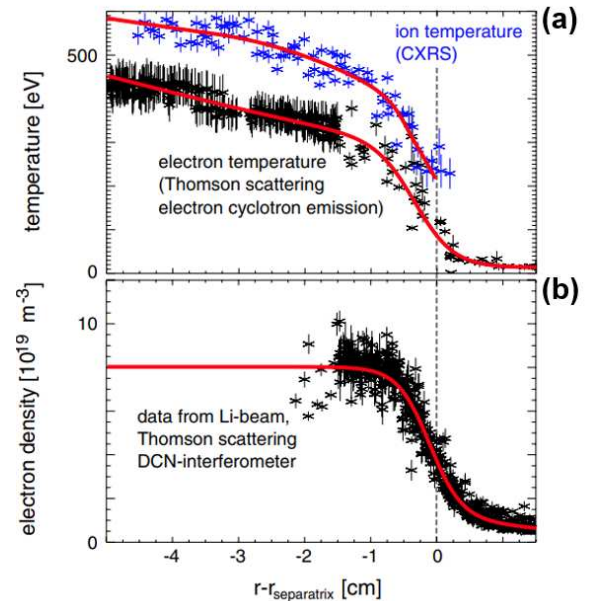 (a)
500
ion temperature
(CXRS)
temperature [eV]
electron temperature
(Thomson scattering
electron cyclotron emission)
0
(b)
10
electron density [10¹⁹ m⁻³]
data from Li-beam,
Thomson scattering
DCN-interferometer
0
-4 -3 -2 -1 0
r-r_separatrix [cm]